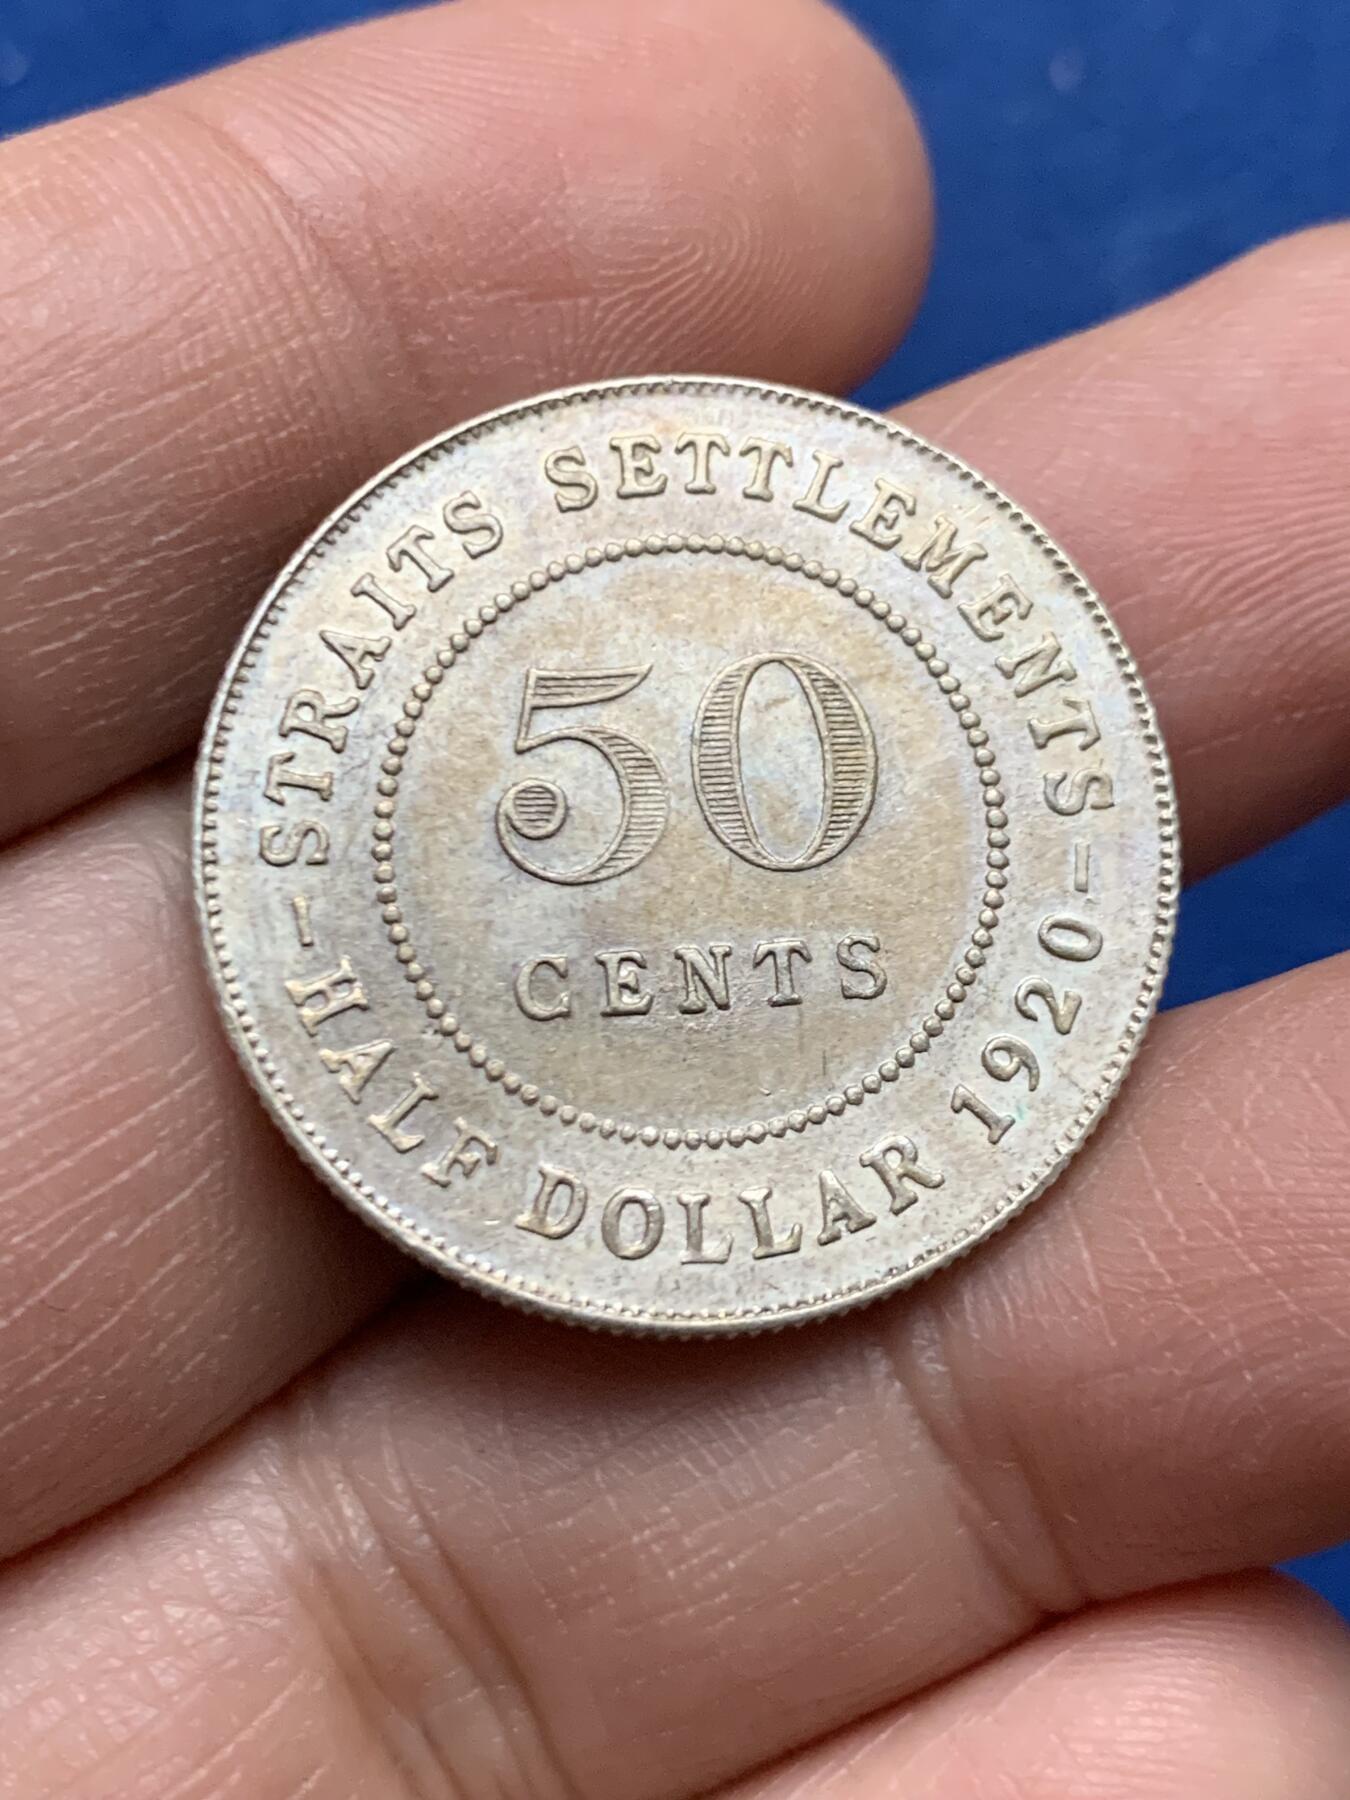 STRAITS SETTLEMENTS
50
CENTS
HALF DOLLAR 1920